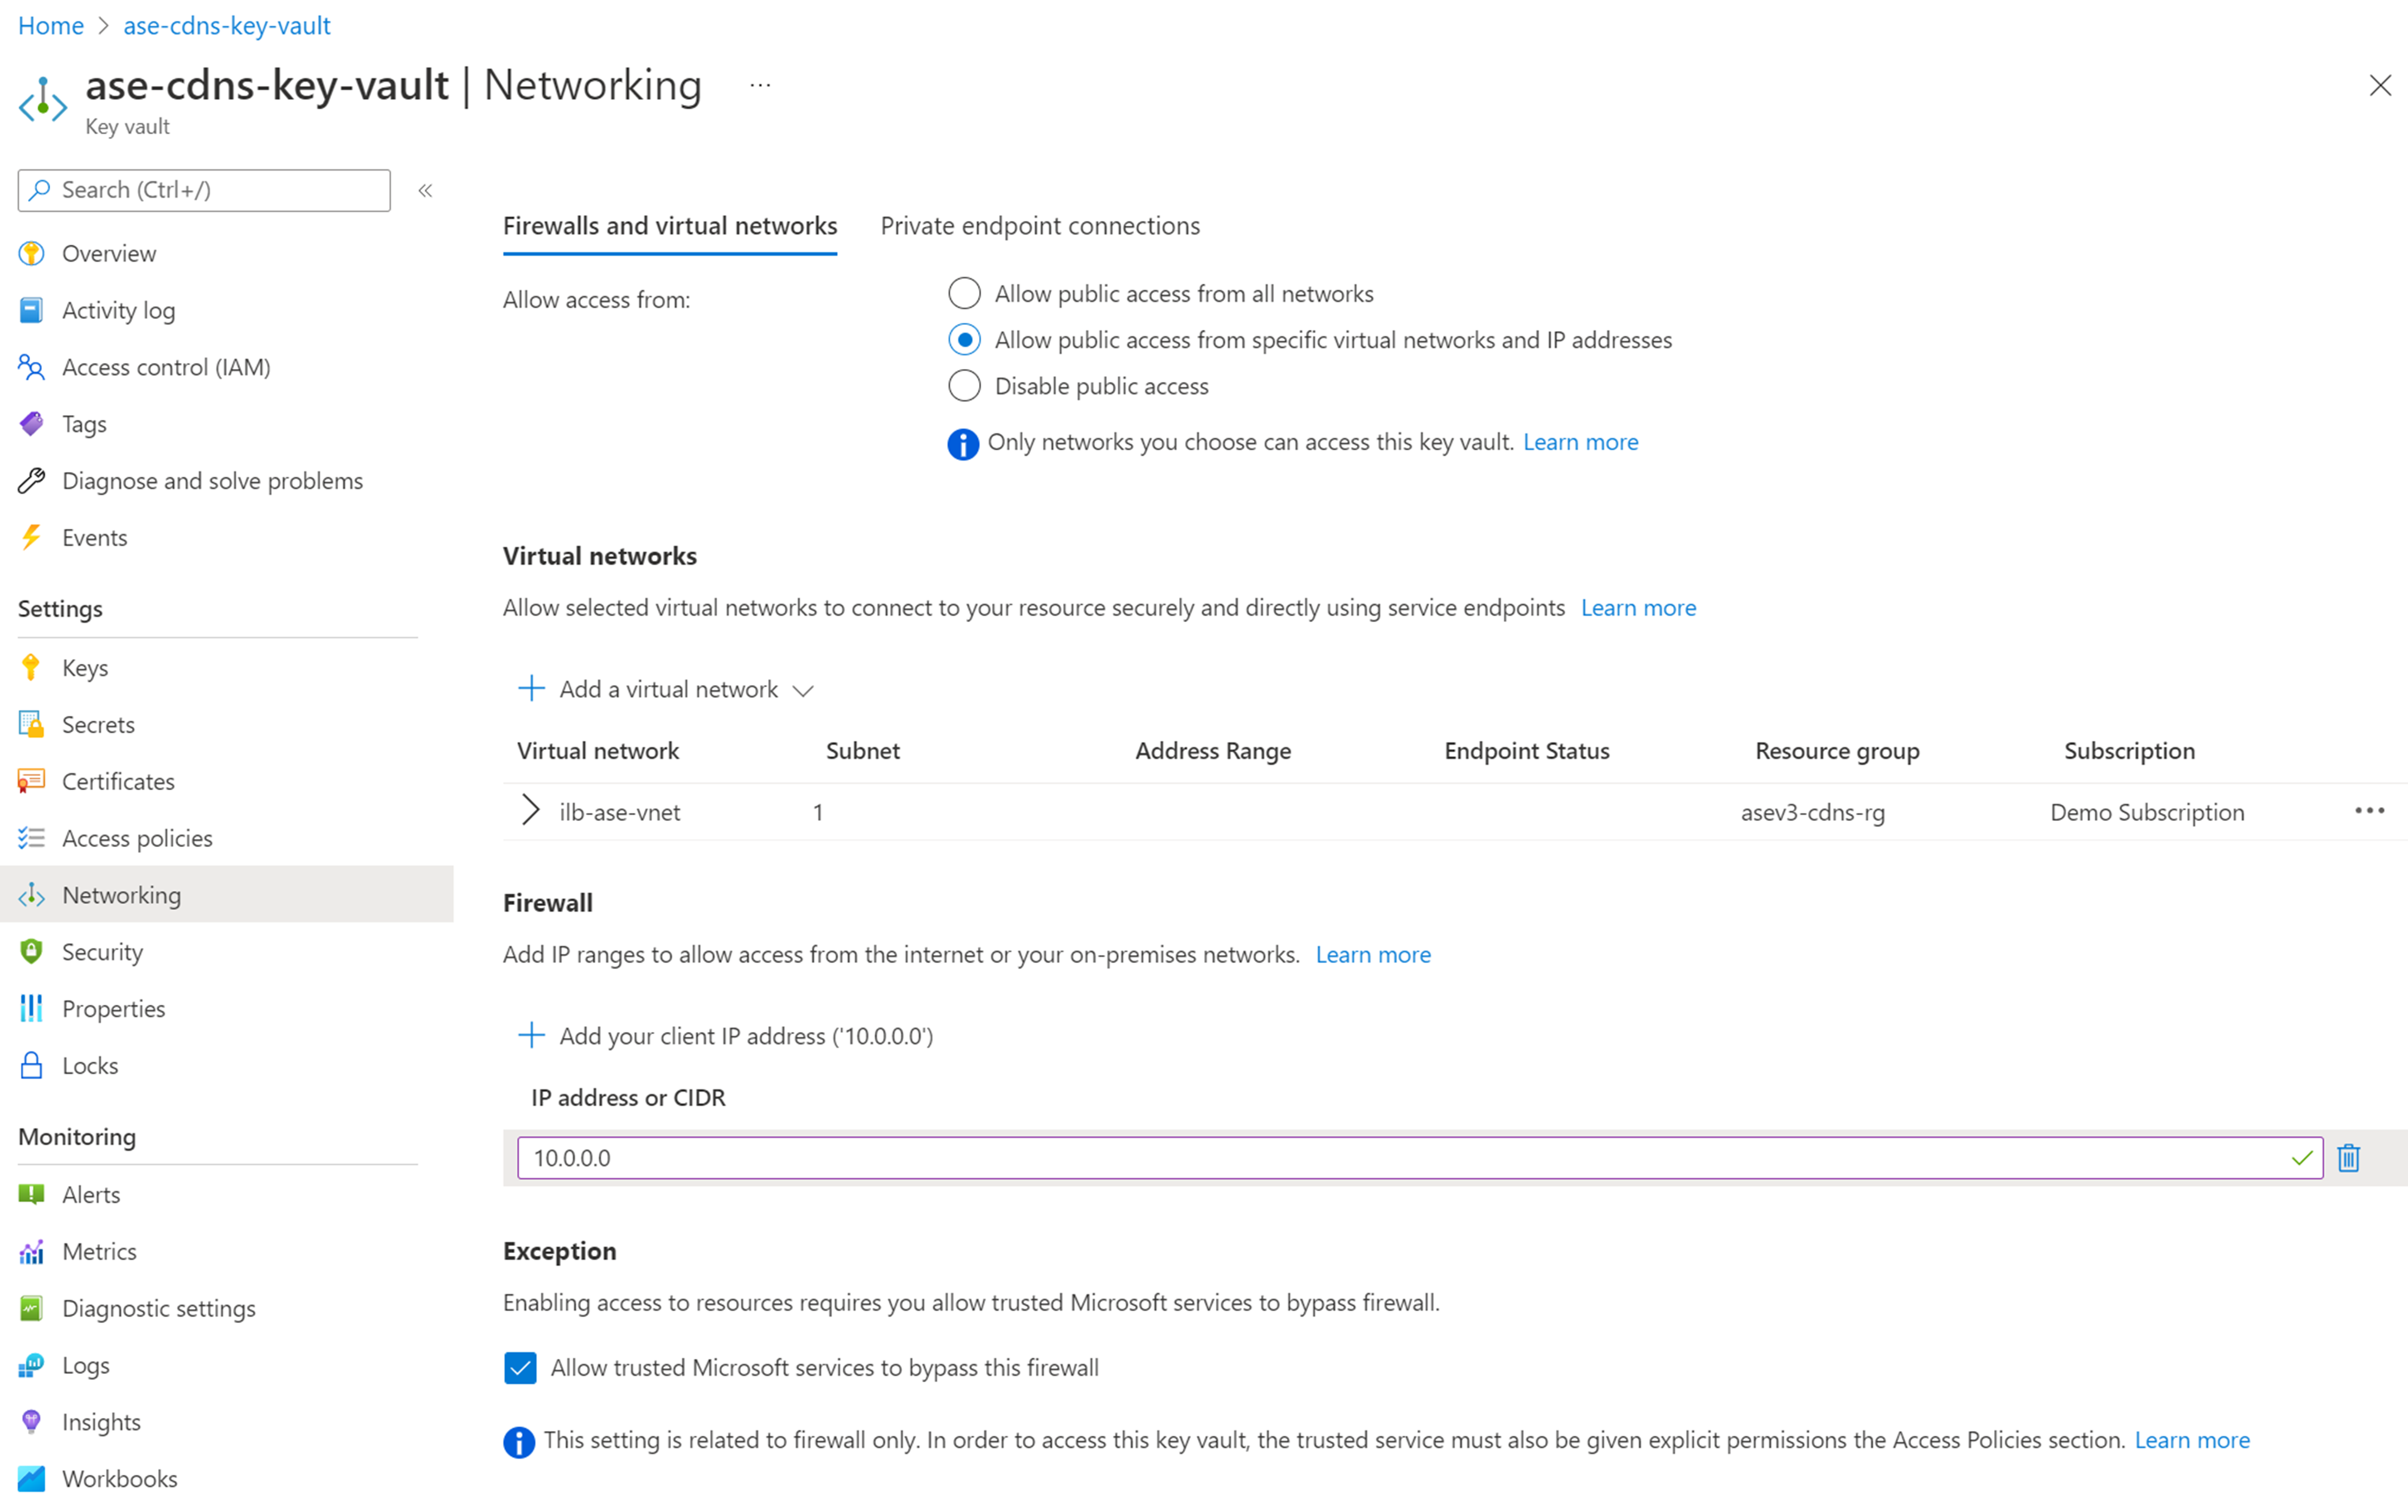 Home > ase-cdns-key-vault
ase-cdns-key-vault | Networking ...
Key vault
Search (Ctrl+/)
Overview
Activity log
Access control (IAM)
Tags
Diagnose and solve problems
Events
Settings
Keys
Secrets
Certificates
Access policies
Networking
Security
Properties
Locks
Monitoring
Alerts
Metrics
Diagnostic settings
Logs
Insights
Workbooks
Firewalls and virtual networks Private endpoint connections
Allow access from:
Allow public access from all networks
Allow public access from specific virtual networks and IP addresses
Disable public access
Only networks you choose can access this key vault. Learn more
Virtual networks
Allow selected virtual networks to connect to your resource securely and directly using service endpoints Learn more
Add a virtual network
Virtual network Subnet Address Range Endpoint Status Resource group Subscription
ilb-ase-vnet 1 asev3-cdns-rg Demo Subscription
Firewall
Add IP ranges to allow access from the internet or your on-premises networks. Learn more
Add your client IP address ('10.0.0.0')
IP address or CIDR
10.0.0.0
Exception
Enabling access to resources requires you allow trusted Microsoft services to bypass firewall.
Allow trusted Microsoft services to bypass this firewall
This setting is related to firewall only. In order to access this key vault, the trusted service must also be given explicit permissions the Access Policies section. Learn more